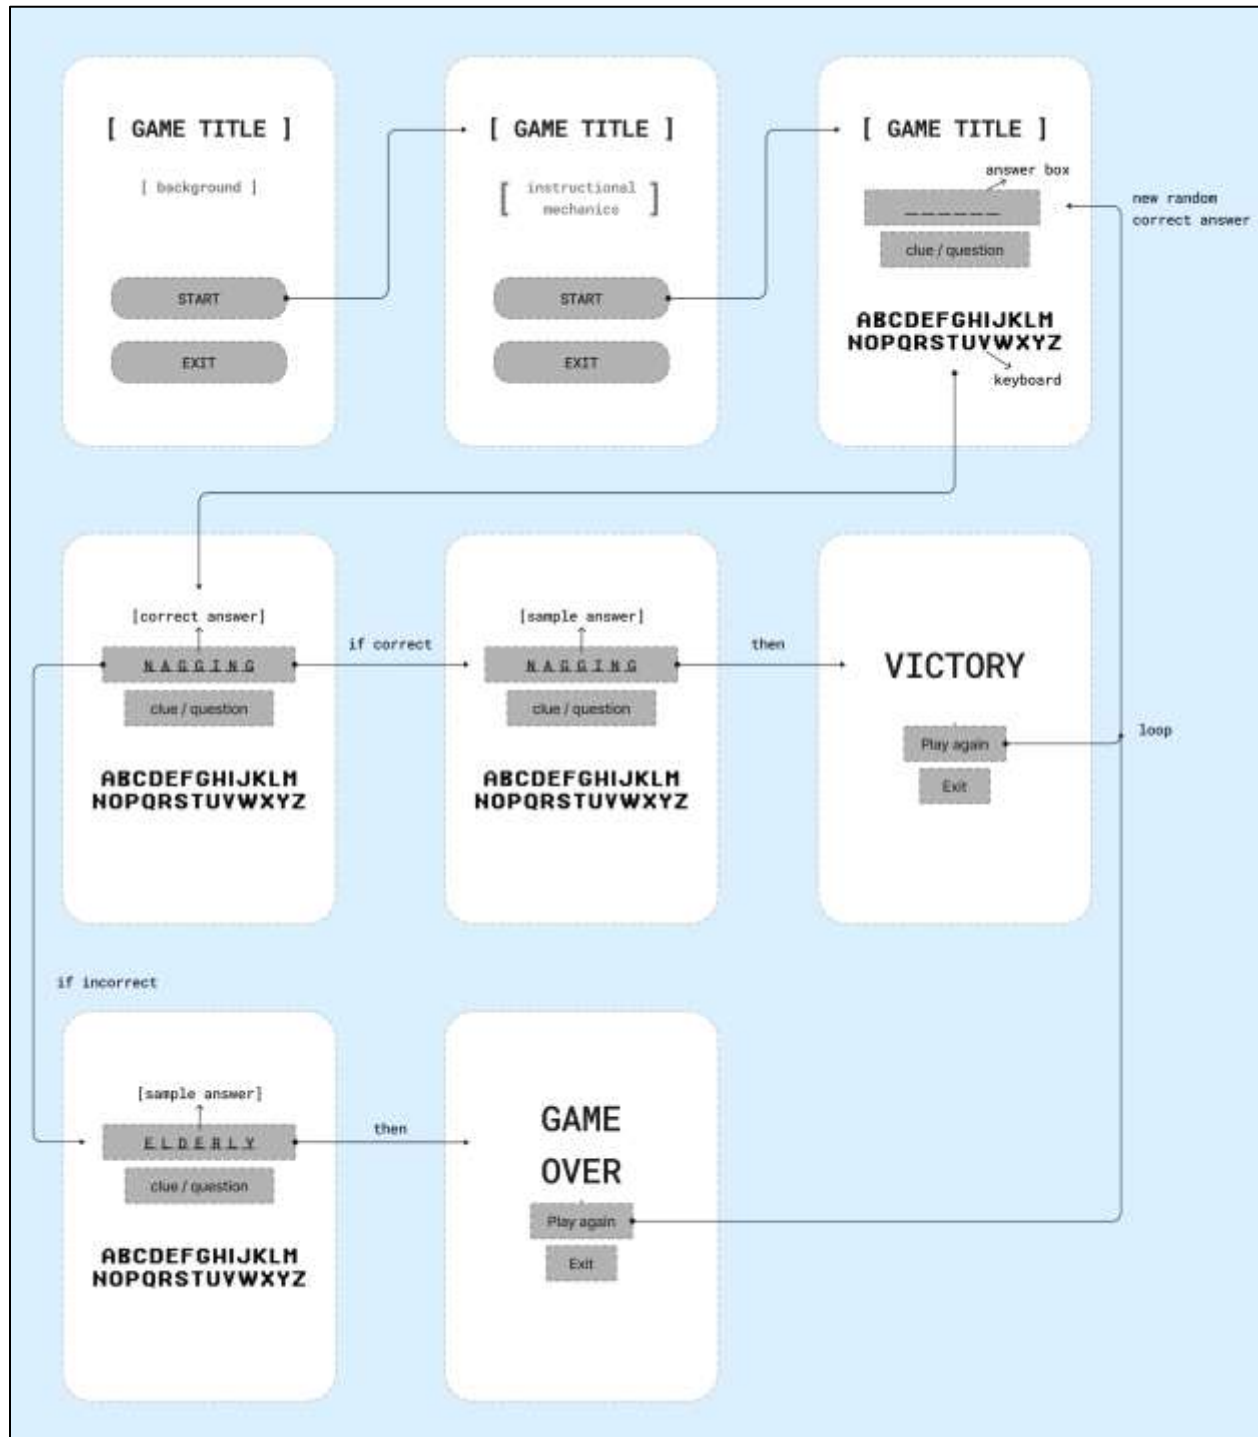 [ GAME TITLE ]
[ background ]
START
EXIT
[ GAME TITLE ]
[ instructional
mechanics ]
START
EXIT
[ GAME TITLE ]
answer box
_ _ _ _ _ _
clue / question
ABCDEFGHIJKLM
NOPQRSTUVWXYZ
keyboard
new random
correct answer
[correct answer]
N A G G I N G
clue / question
ABCDEFGHIJKLM
NOPQRSTUVWXYZ
if correct
[sample answer]
N A G G I N G
clue / question
ABCDEFGHIJKLM
NOPQRSTUVWXYZ
then
VICTORY
Play again
Exit
loop
if incorrect
[sample answer]
E L D E R L Y
clue / question
ABCDEFGHIJKLM
NOPQRSTUVWXYZ
then
GAME
OVER
Play again
Exit